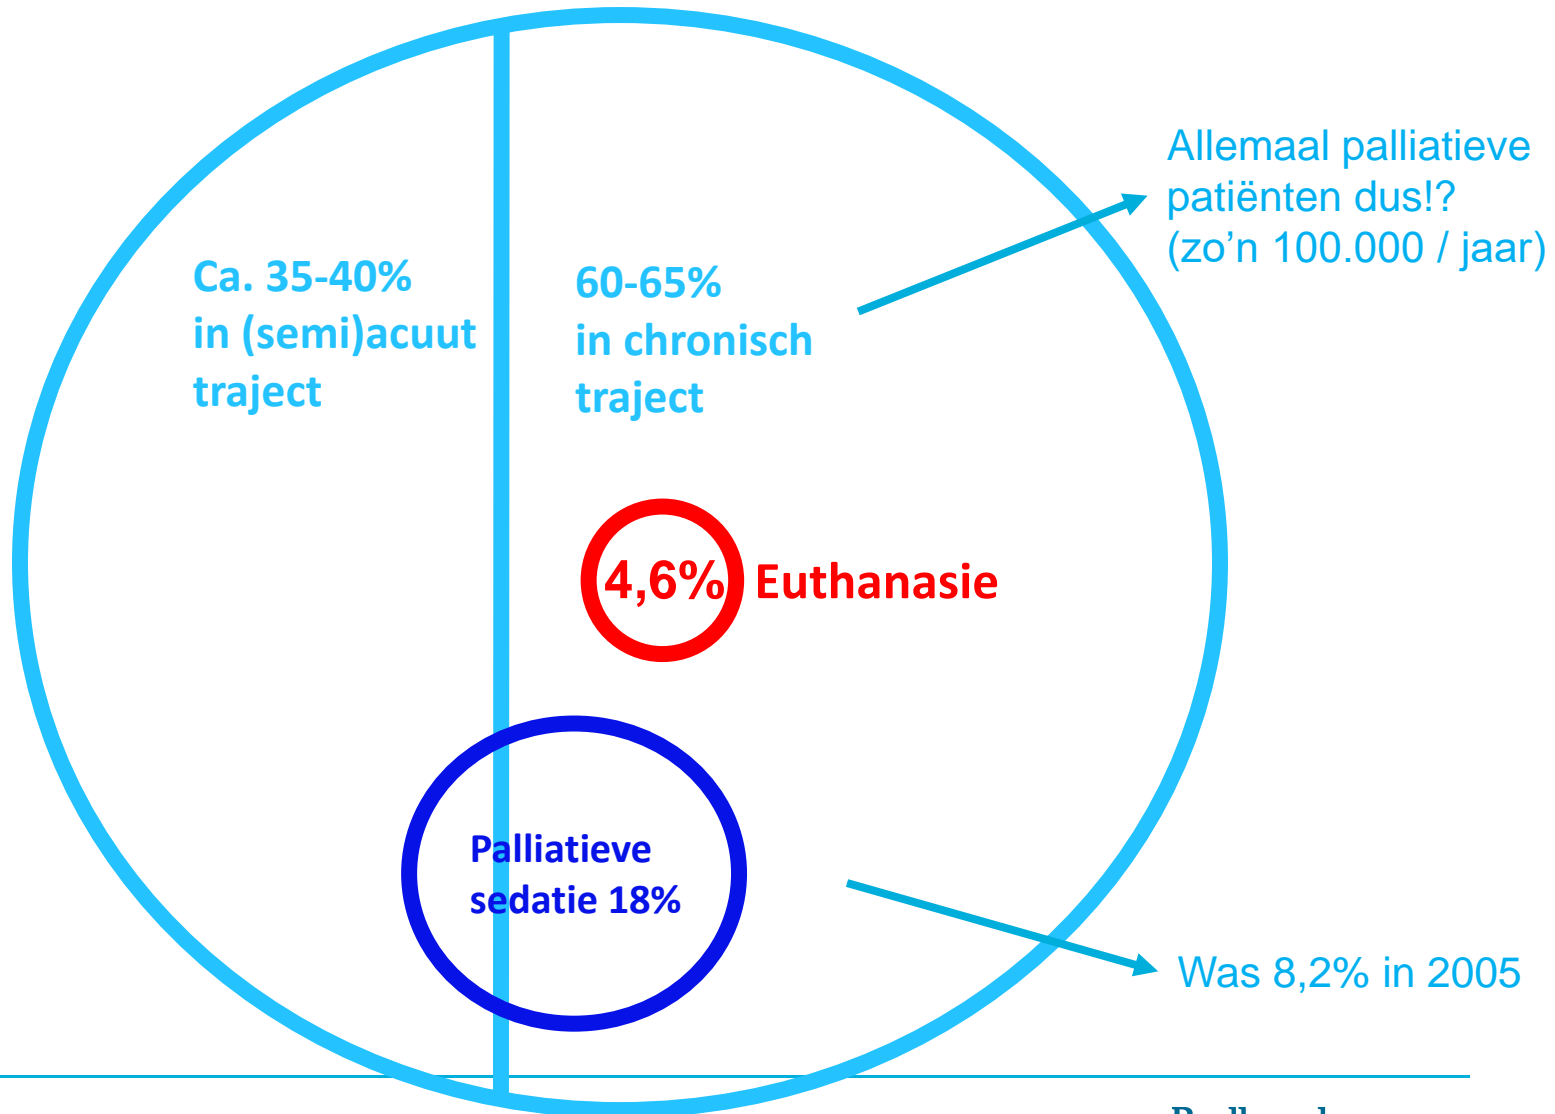 Allemaal palliatieve
patiënten dus!?
(zo’n 100.000 / jaar)
Ca. 35-40%
in (semi)acuut
traject
60-65%
in chronisch
traject
4,6% Euthanasie
Palliatieve
sedatie 18%
Was 8,2% in 2005